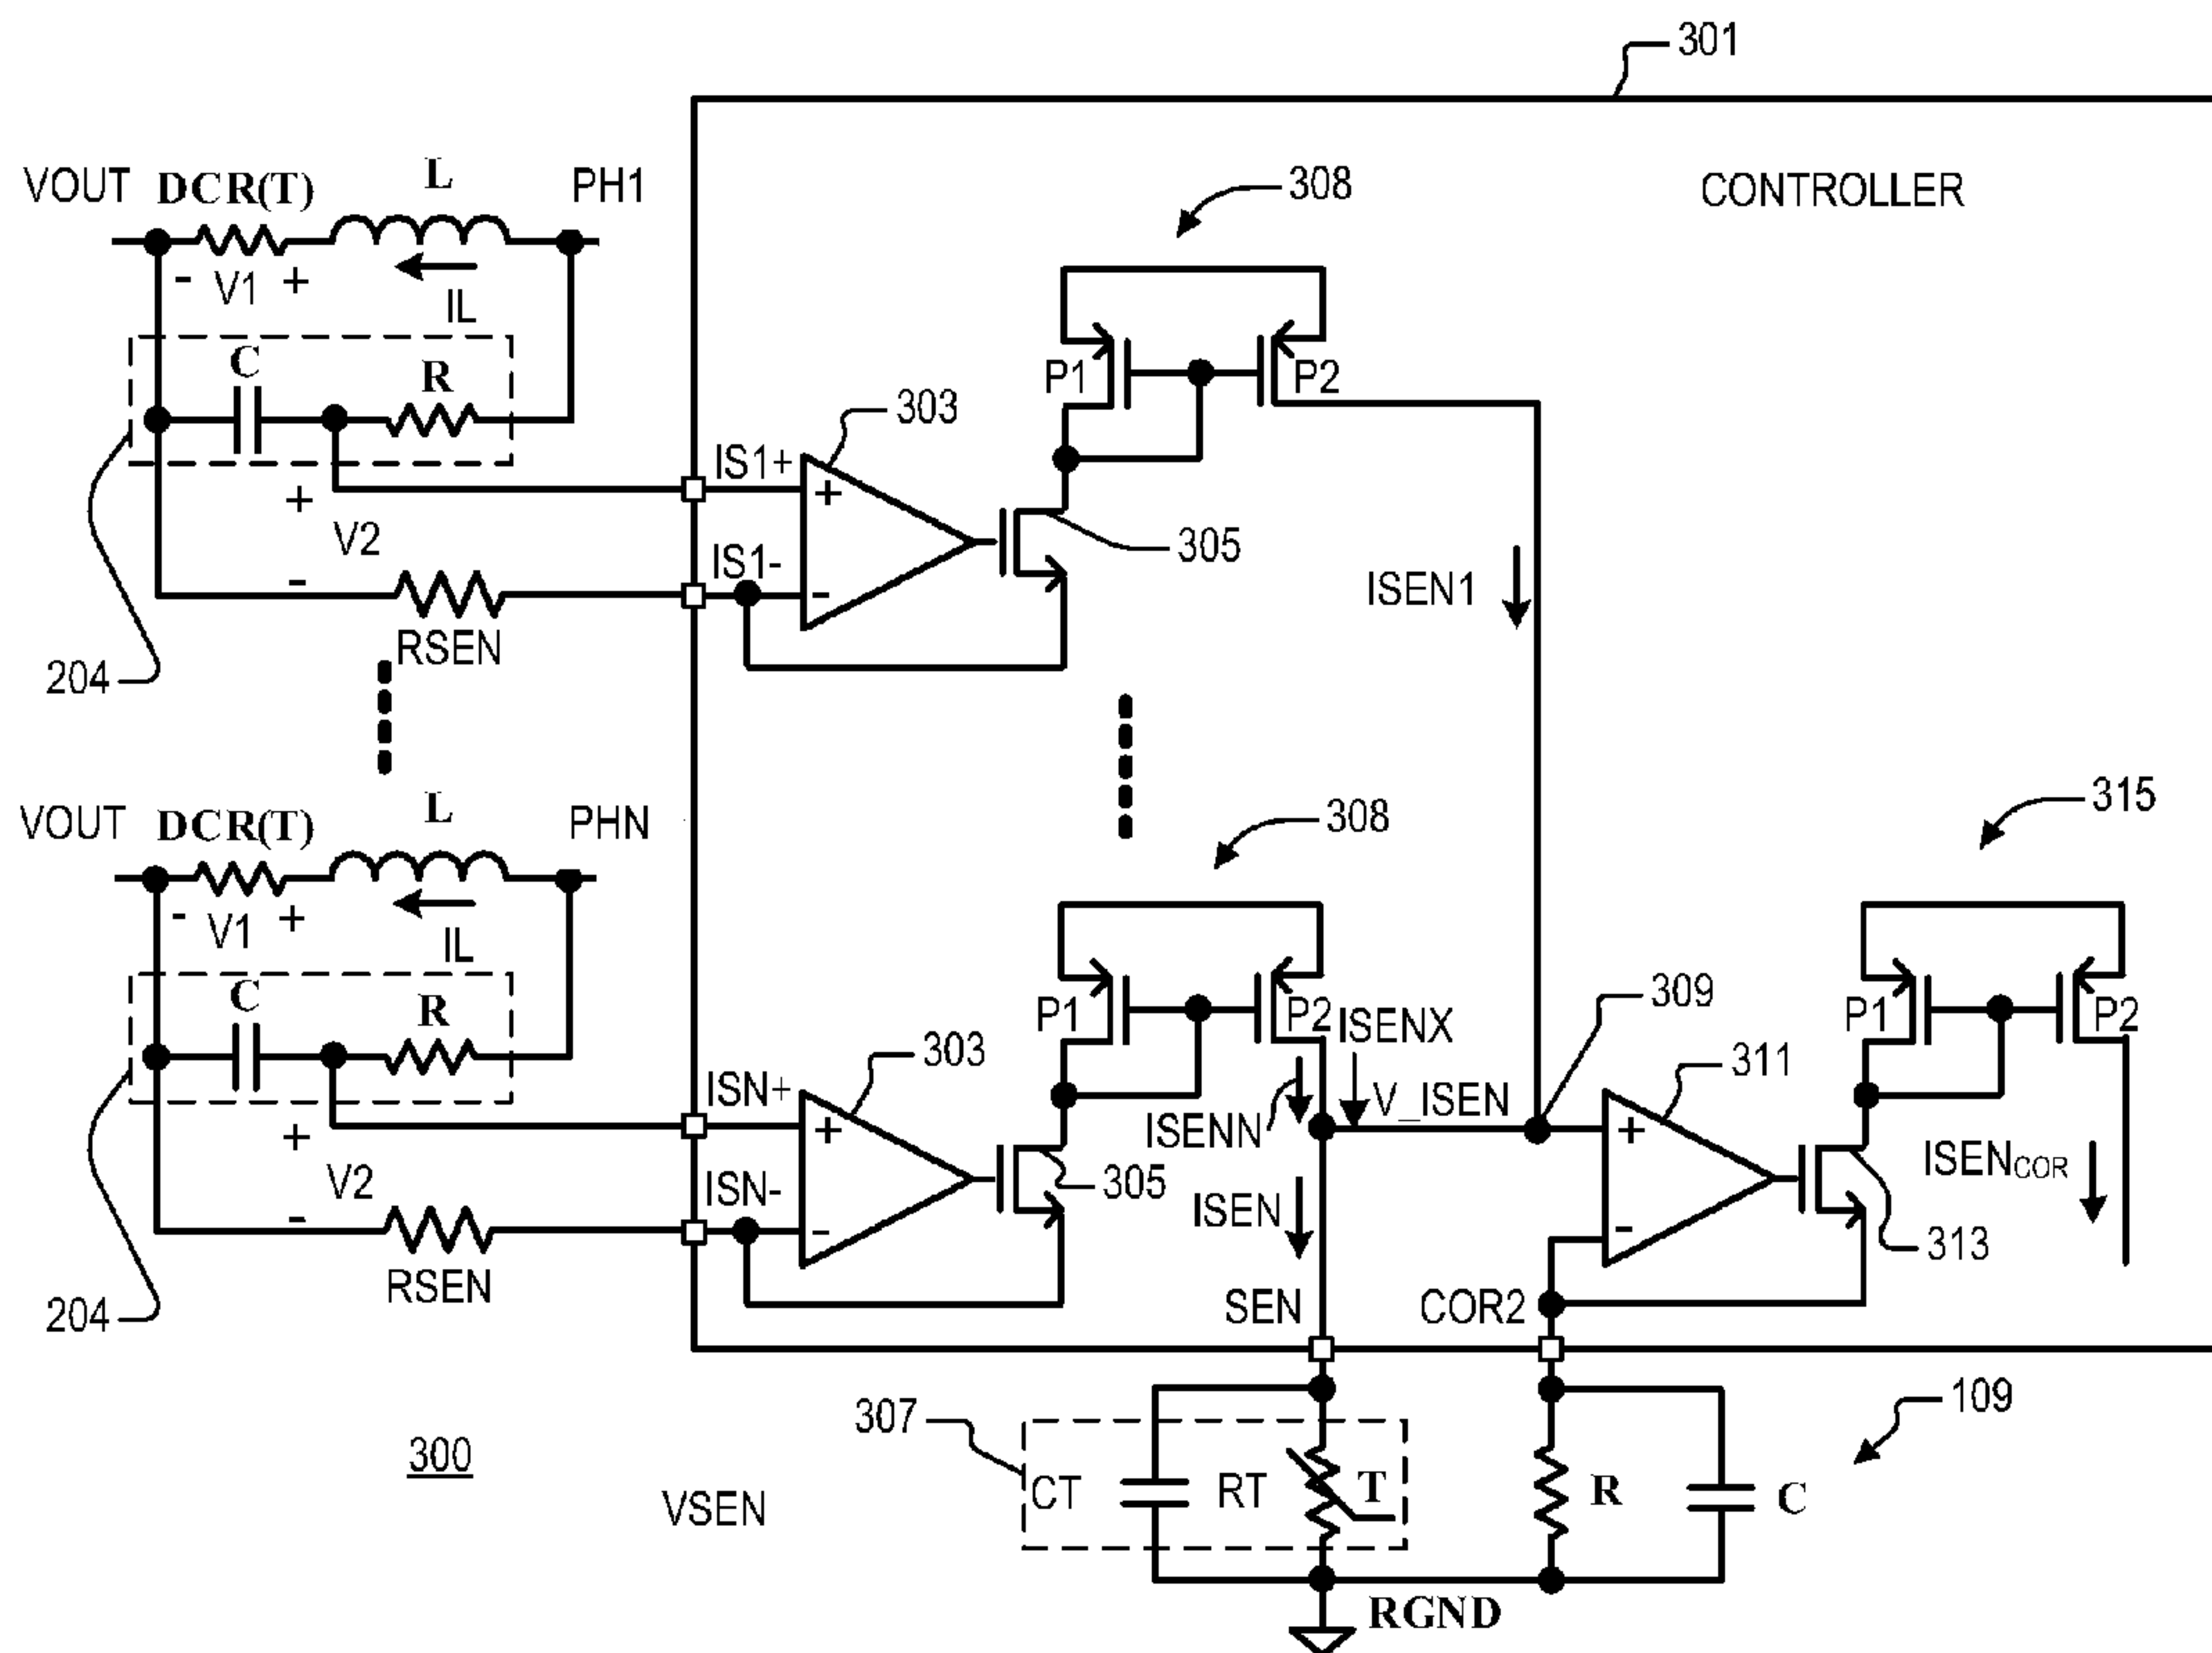 301
VOUT DCR(T) L PH1
308
CONTROLLER
- V1 +
IL
C
R
P1
P2
303
IS1+
+
+
V2
-
IS1-
-
305
ISEN1
RSEN
204
VOUT DCR(T) L PHN
308
315
- V1 +
IL
C
R
P1
P2
ISENX
309
P1
P2
303
311
ISN+
+
ISENN
V_ISEN
+
+
V2
-
ISN-
-
305
ISEN
ISENCOR
-
313
RSEN
204
SEN
COR2
307
109
300
VSEN
CT
RT
T
R
C
RGND